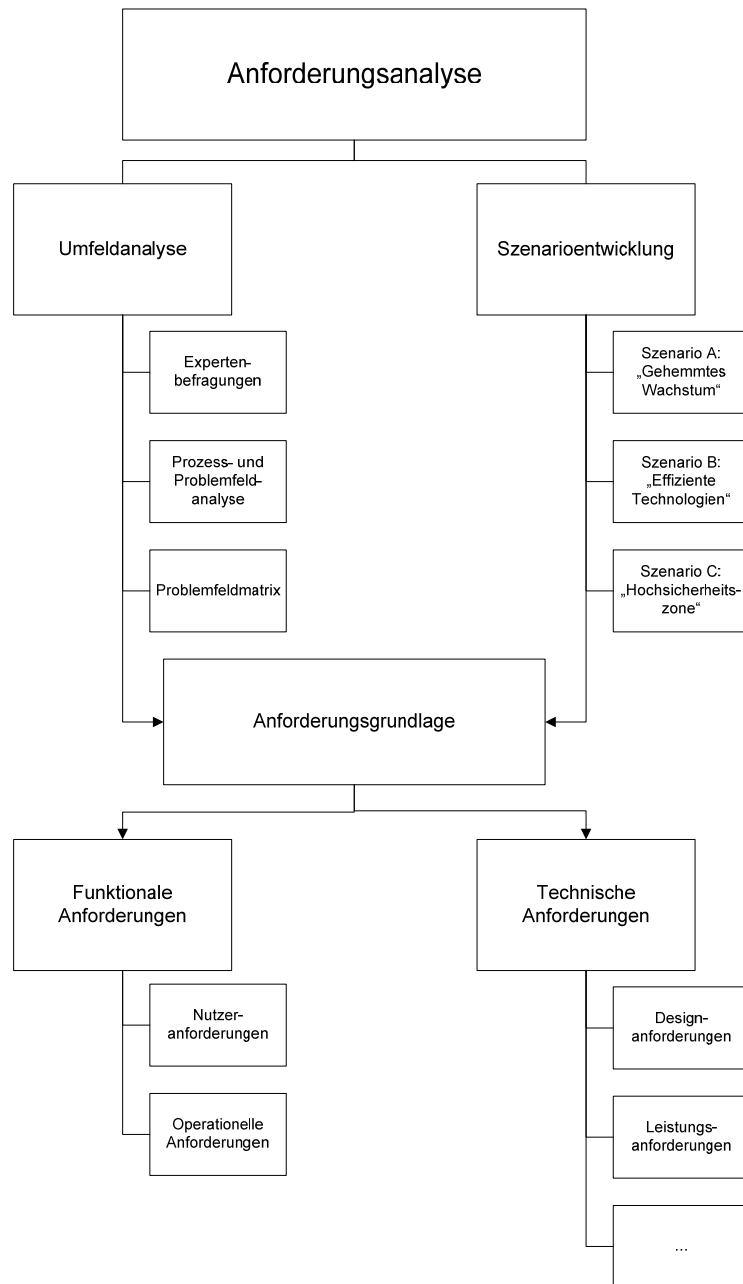 Anforderungsanalyse
Umfeldanalyse
Szenarioentwicklung
Experten-
befragungen
Prozess- und
Problemfeld-
analyse
Problemfeldmatrix
Szenario A:
„Gehemmtes
Wachstum“
Szenario B:
„Effiziente
Technologien“
Szenario C:
„Hochsicherheits-
zone“
Anforderungsgrundlage
Funktionale
Anforderungen
Technische
Anforderungen
Nutzer-
anforderungen
Operationelle
Anforderungen
Design-
anforderungen
Leistungs-
anforderungen
...